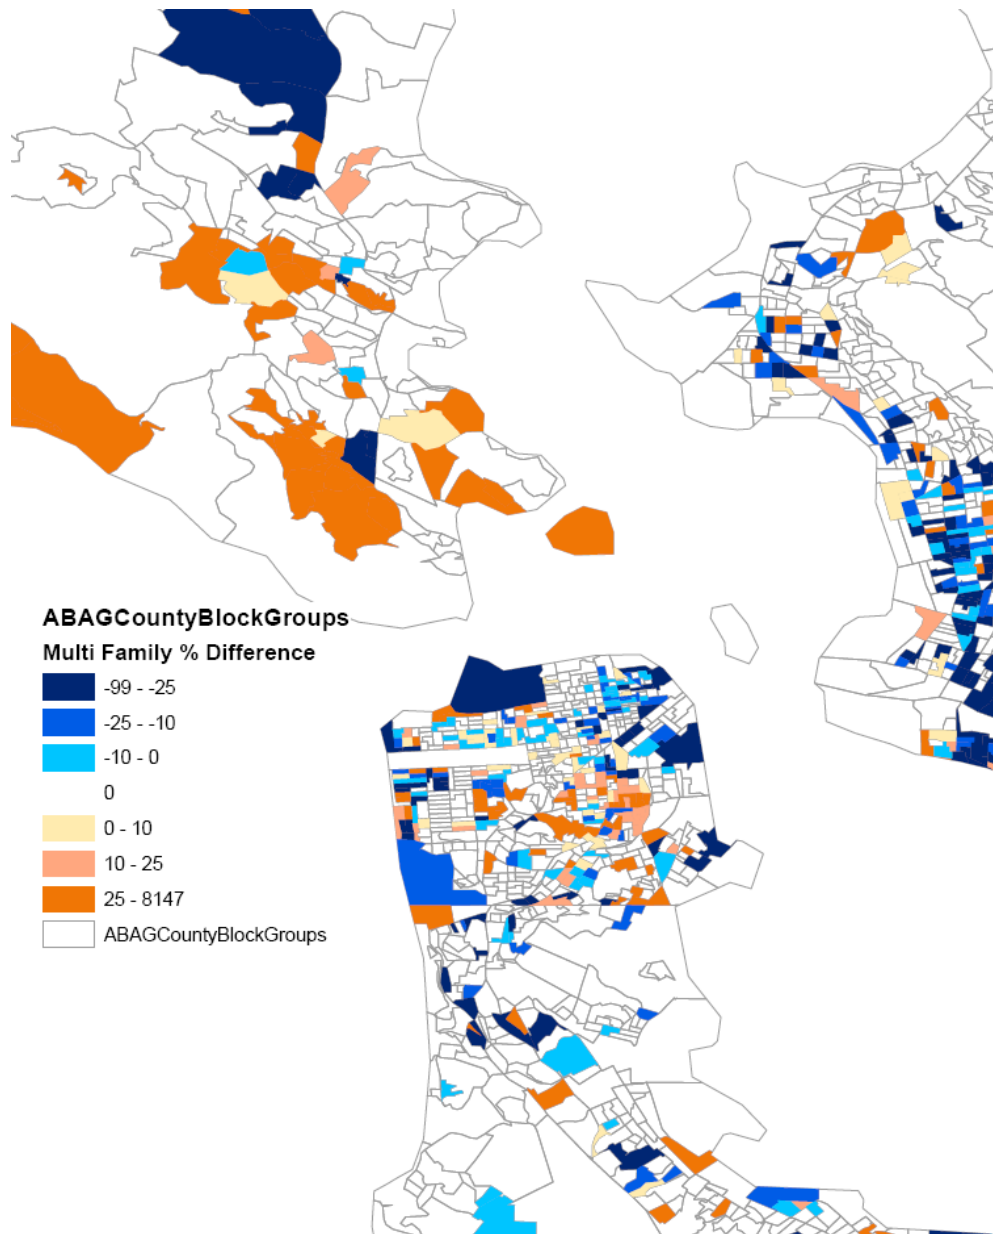 ABAGCountyBlockGroups
Multi Family % Difference
-99 - -25
-25 - -10
-10 - 0
0
0 - 10
10 - 25
25 - 8147
ABAGCountyBlockGroups